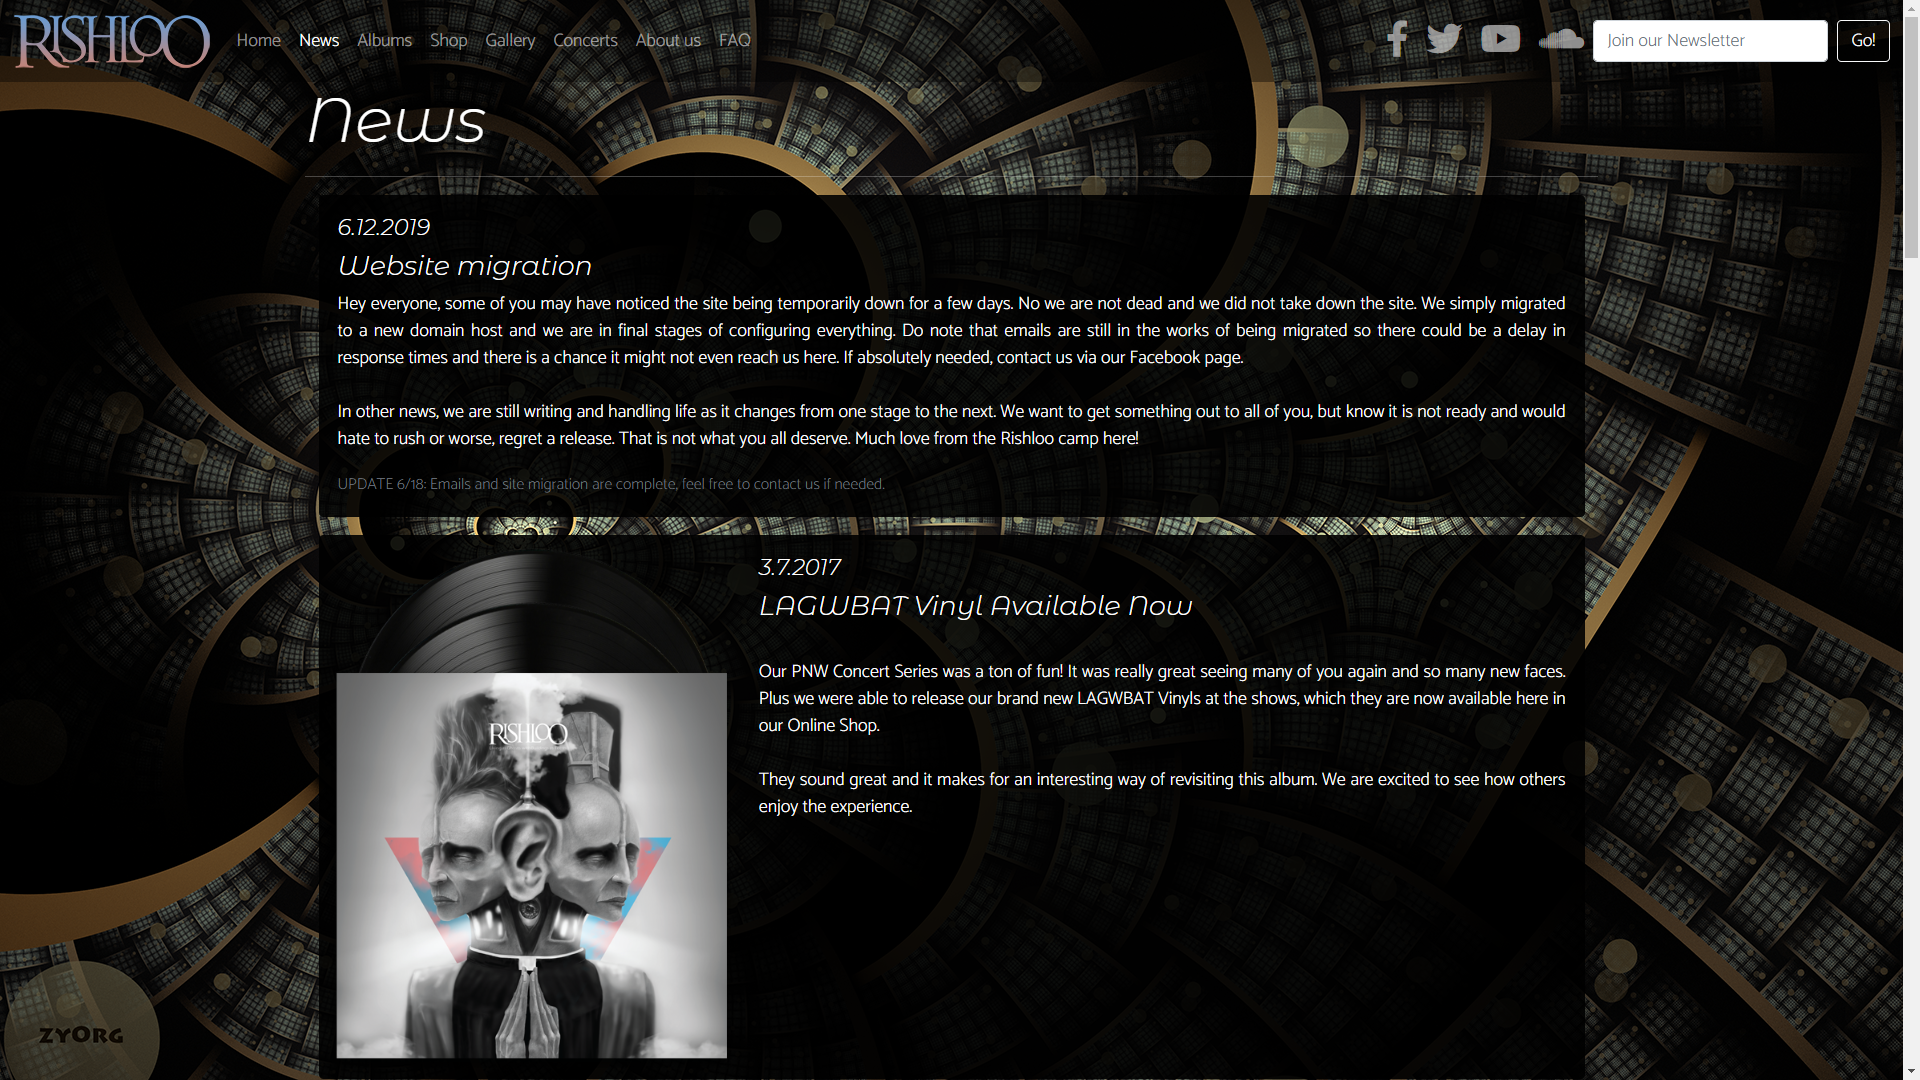 RISHLOO
Home News Albums Shop Gallery Concerts About us FAQ
Join our Newsletter
Go!
News
6.12.2019
Website migration
Hey everyone, some of you may have noticed the site being temporarily down for a few days. No we are not dead and we did not take down the site. We simply migrated
to a new domain host and we are in final stages of configuring everything. Do note that emails are still in the works of being migrated so there could be a delay in
response times and there is a chance it might not even reach us here. If absolutely needed, contact us via our Facebook page.
In other news, we are still writing and handling life as it changes from one stage to the next. We want to get something out to all of you, but know it is not ready and would
hate to rush or worse, regret a release. That is not what you all deserve. Much love from the Rishloo camp here!
UPDATE 6/18: Emails and site migration are complete, feel free to contact us if needed.
RISHLOO
3.7.2017
LAGWBAT Vinyl Available Now
Our PNW Concert Series was a ton of fun! It was really great seeing many of you again and so many new faces.
Plus we were able to release our brand new LAGWBAT Vinyls at the shows, which they are now available here in
our Online Shop.
They sound great and it makes for an interesting way of revisiting this album. We are excited to see how others
enjoy the experience.
ZYORG